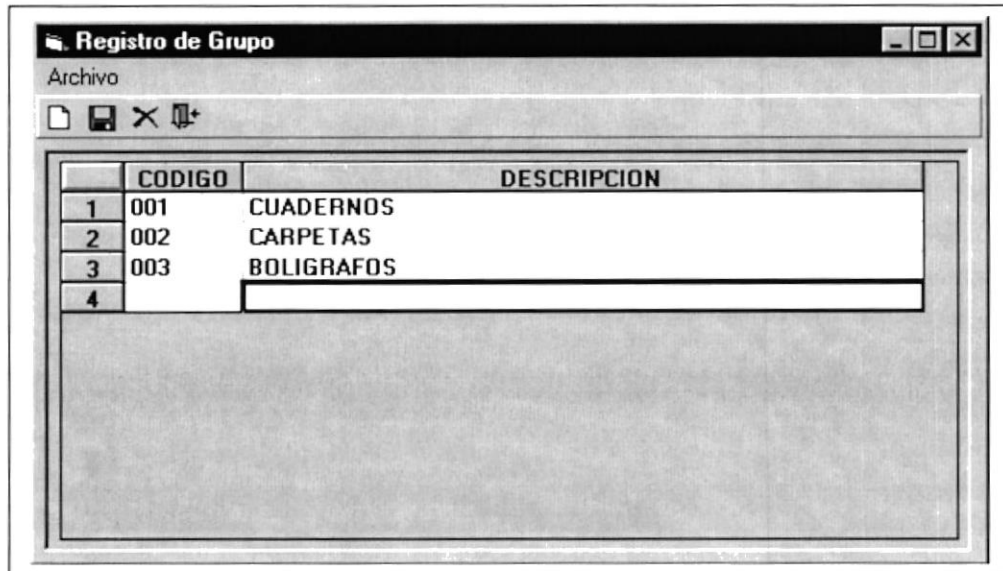 Registro de Grupo
Archivo
CODIGO DESCRIPCION
1 001 CUADERNOS
2 002 CARPETAS
3 003 BOLIGRAFOS
4